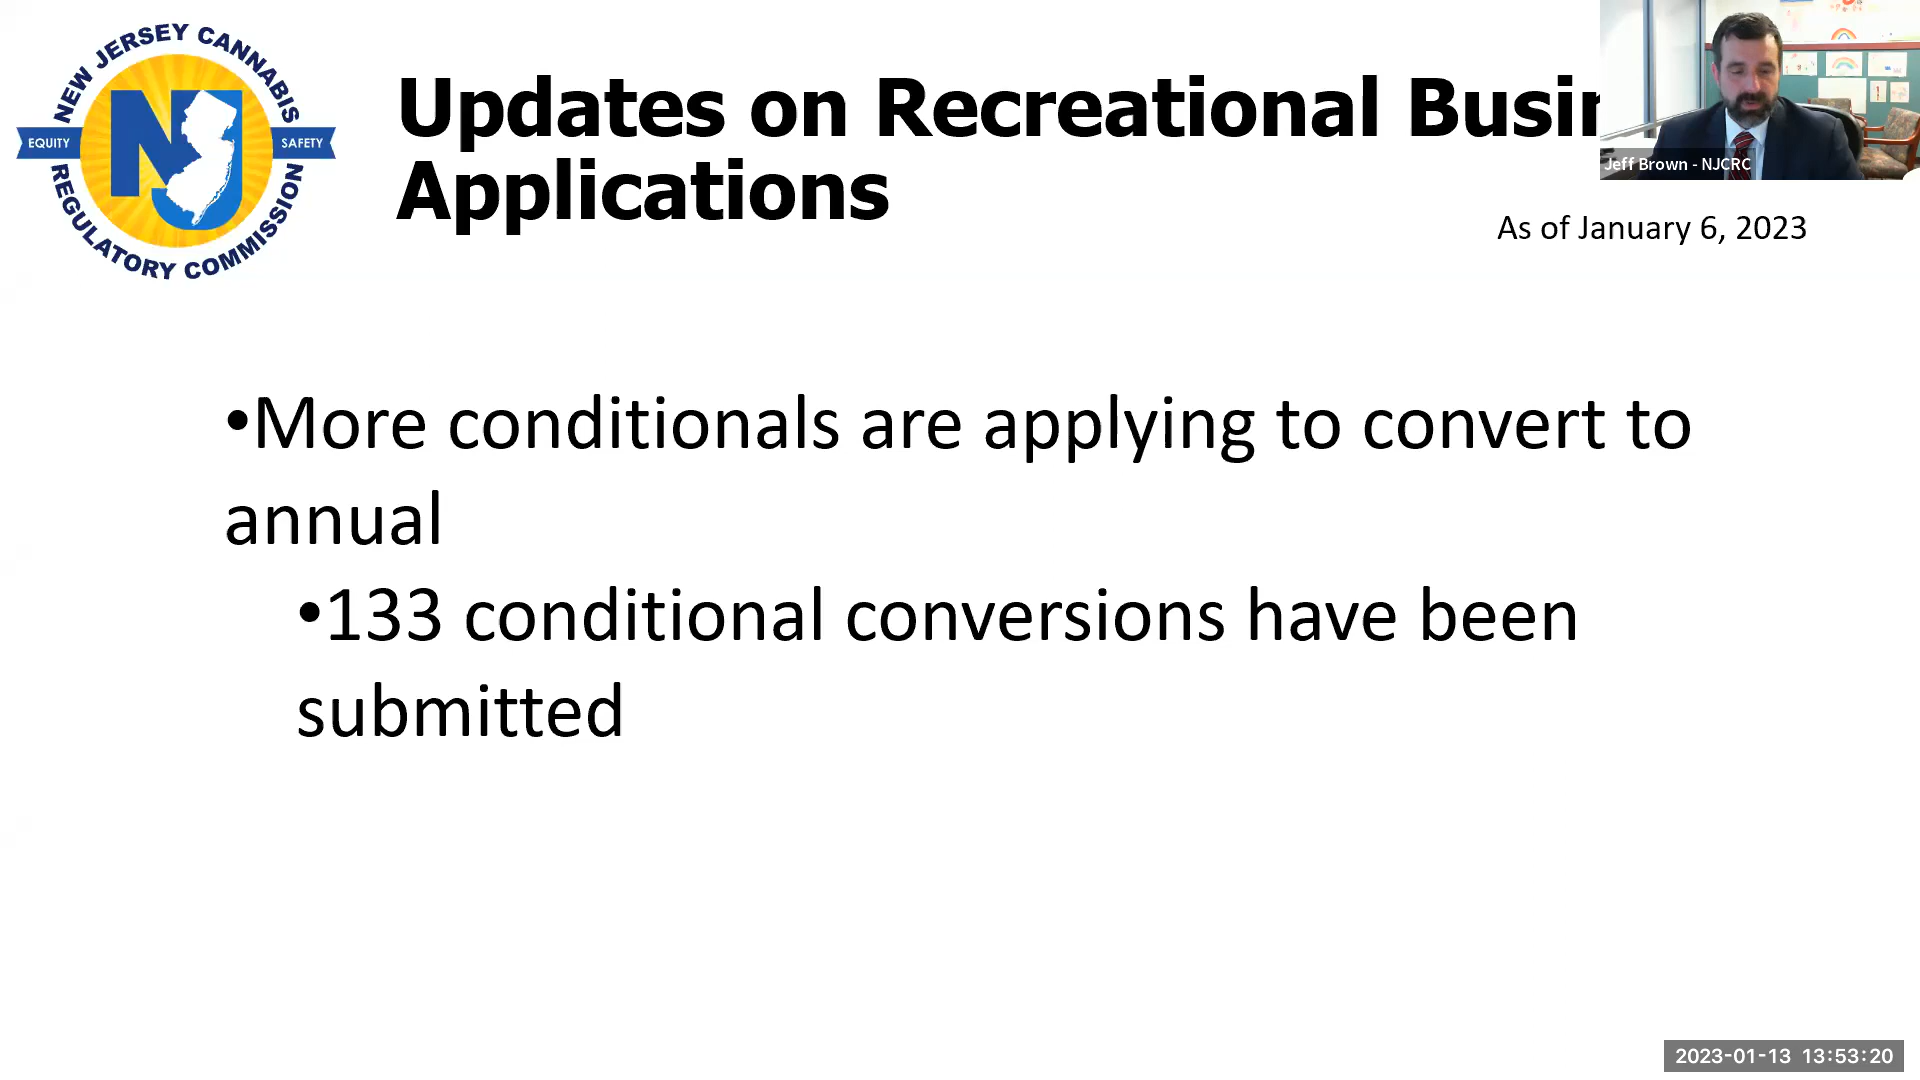 NEW JERSEY CANNABIS
EQUITY
SAFETY
REGULATORY COMMISSION
NJ
Updates on Recreational Busin
Applications
Jeff Brown - NJCRC
As of January 6, 2023
•More conditionals are applying to convert to
annual
•133 conditional conversions have been
submitted
2023-01-13 13:53:20